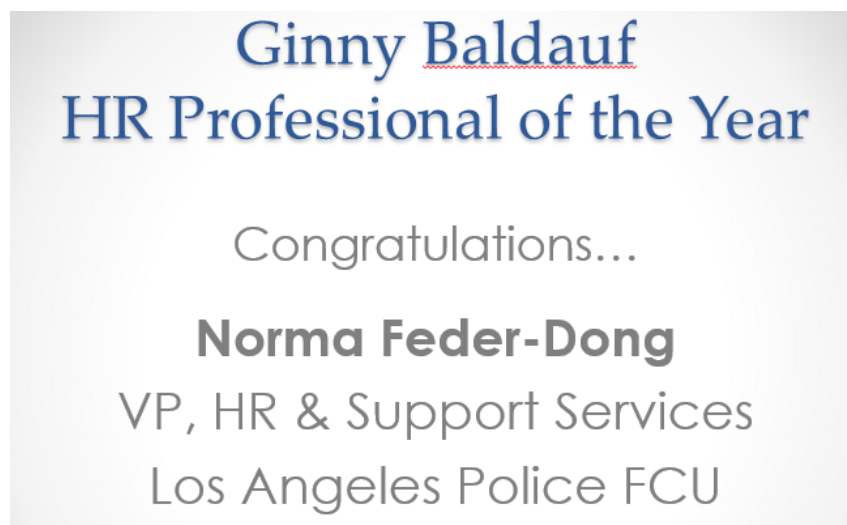 Ginny Baldauf
HR Professional of the Year
Congratulations…
Norma Feder-Dong
VP, HR & Support Services
Los Angeles Police FCU